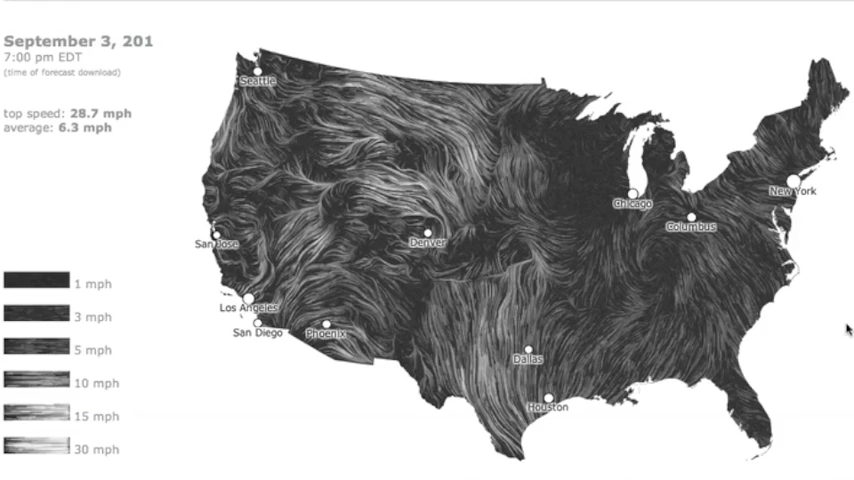 September 3, 201
7:00 pm EDT
(time of forecast download)
top speed: 28.7 mph
average: 6.3 mph
1 mph
3 mph
5 mph
10 mph
15 mph
30 mph
Seattle
New York
Chicago
Columbus
San Jose
Denver
Los Angeles
San Diego
Phoenix
Dallas
Houston